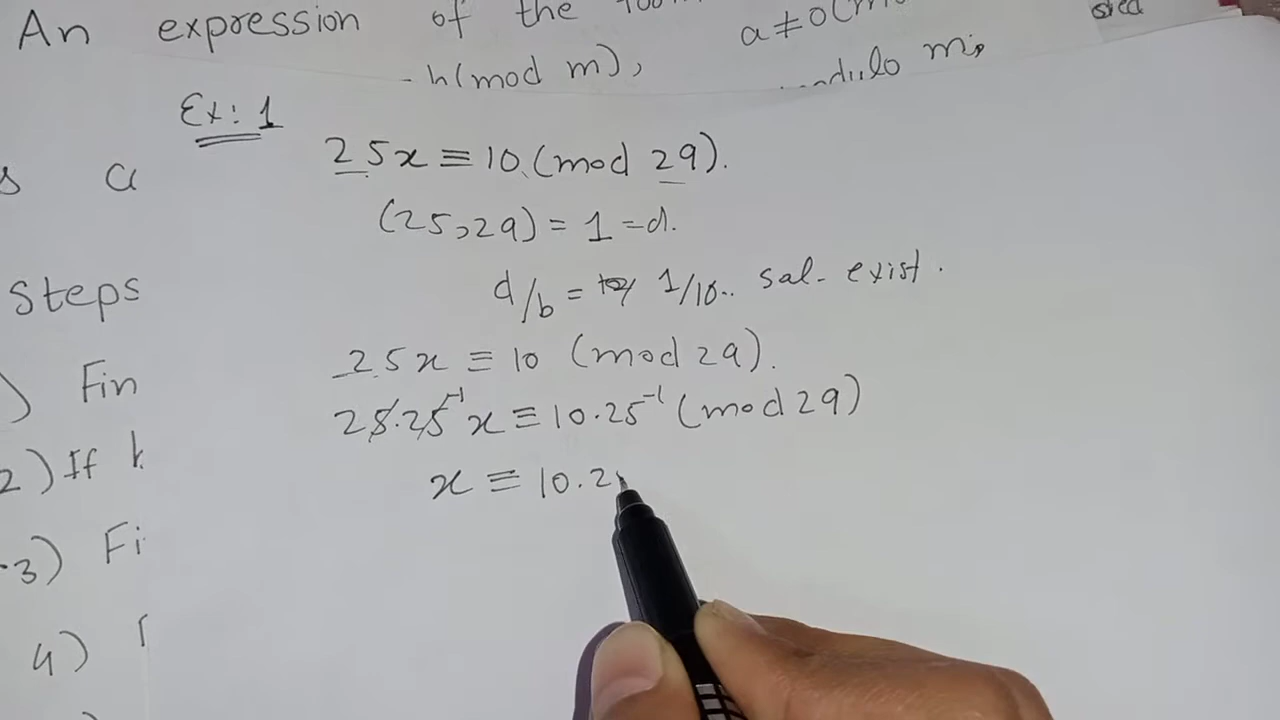 An expression of the
a ≠ 0 (m
h (mod m),
m,
Ex: 1
25x ≡ 10 (mod 29).
a
(25,29) = 1 = d.
Steps
d/b = 1/10.. sal- exist.
25x ≡ 10 (mod 29).
Fin
25.25⁻¹x ≡ 10.25⁻¹ (mod 29)
2) If
x ≡ 10.2
3) Fi
4)